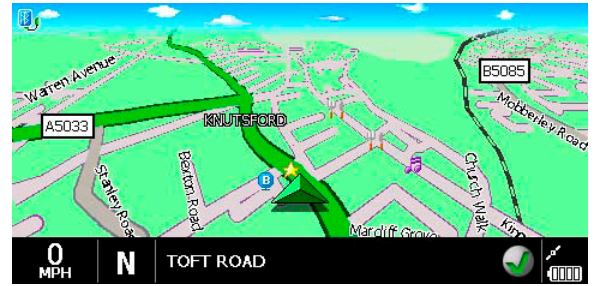 Warren Avenue
B5085
Mobberley Road
A5033
KNUTSFORD
Stanley Road
Bexton Road
B
Church Walk
Mardiff Grove
King
0 MPH
N
TOFT ROAD